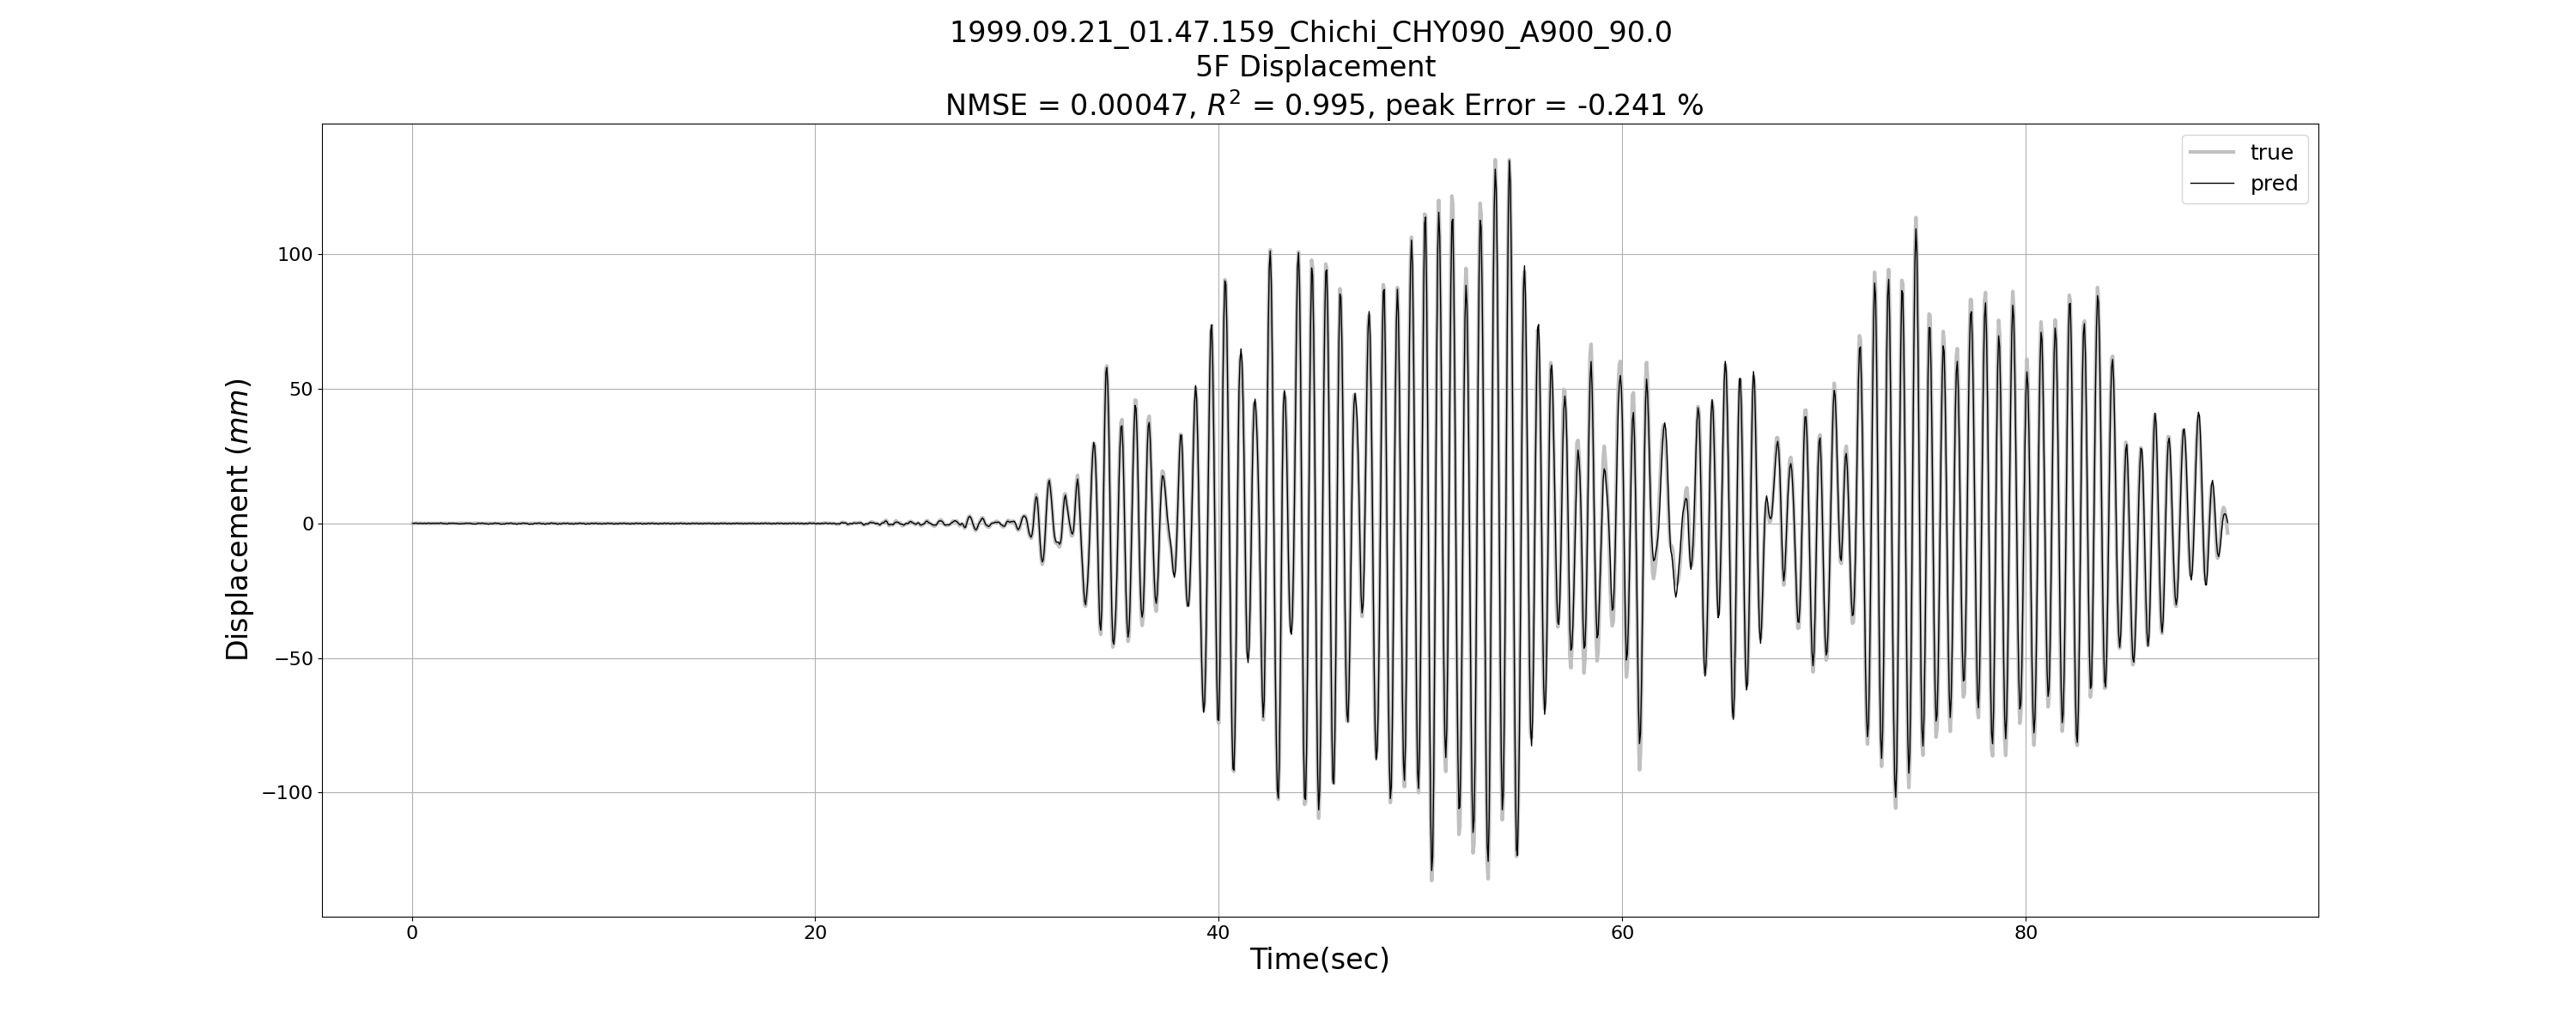 1999.09.21_01.47.159_Chichi_CHY090_A900_90.0
5F Displacement
NMSE = 0.00047, R² = 0.995, peak Error = -0.241 %
true
pred
Displacement (mm)
100
50
0
−50
−100
0
20
40
60
80
Time(sec)